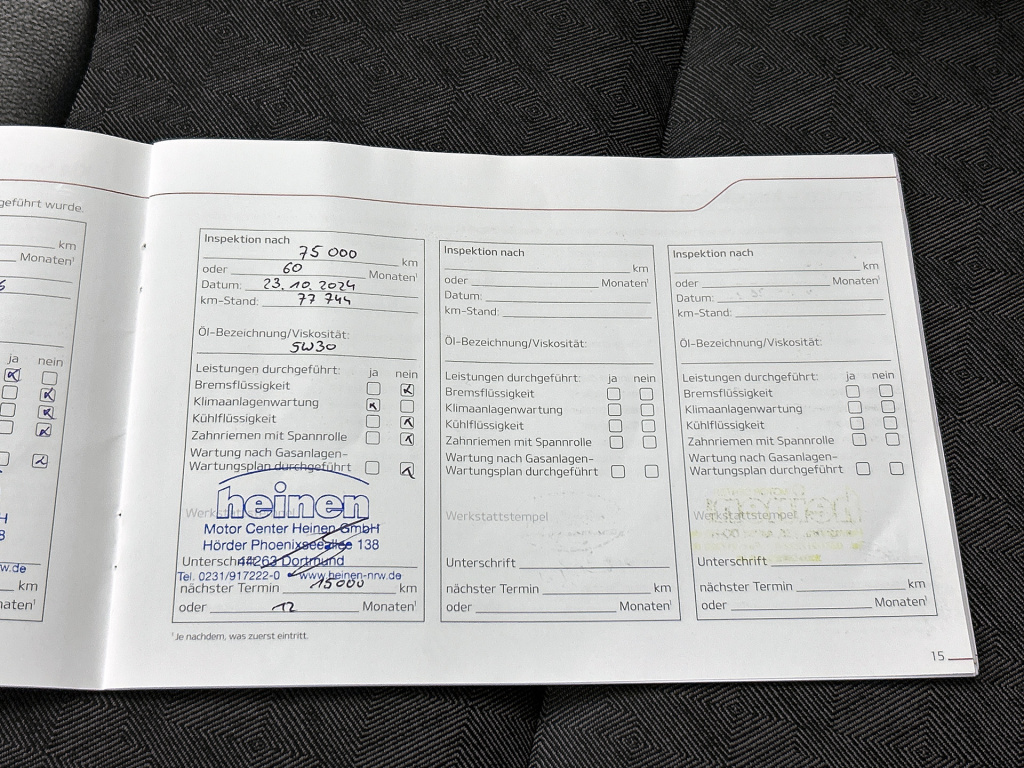 geführt wurde.
km
Monaten¹
ja nein
km
Inspektion nach
75 000 km
oder 60 Monaten¹
Datum: 23.10.2024
km-Stand: 77 744
Öl-Bezeichnung/Viskosität:
5W30
Leistungen durchgeführt: ja nein
Bremsflüssigkeit
Klimaanlagenwartung
Kühlflüssigkeit
Zahnriemen mit Spannrolle
Wartung nach Gasanlagen-
Wartungsplan durchgeführt
heinen
Motor Center Heinen GmbH
Hörder Phoenixseeallee 138
Unterschrift 44263 Dortmund
Tel. 0231/917222-0 www.heinen-nrw.de
nächster Termin 15000 km
oder 12 Monaten¹
Inspektion nach
km
oder Monaten¹
Datum:
km-Stand:
Öl-Bezeichnung/Viskosität:
Leistungen durchgeführt: ja nein
Bremsflüssigkeit
Klimaanlagenwartung
Kühlflüssigkeit
Zahnriemen mit Spannrolle
Wartung nach Gasanlagen-
Wartungsplan durchgeführt
Werkstattstempel
Unterschrift
nächster Termin km
oder Monaten¹
Inspektion nach
km
oder Monaten¹
Datum:
km-Stand:
Öl-Bezeichnung/Viskosität:
Leistungen durchgeführt: ja nein
Bremsflüssigkeit
Klimaanlagenwartung
Kühlflüssigkeit
Zahnriemen mit Spannrolle
Wartung nach Gasanlagen-
Wartungsplan durchgeführt
Werkstattstempel
Unterschrift
nächster Termin km
oder Monaten¹
¹ Je nachdem, was zuerst eintritt.
15